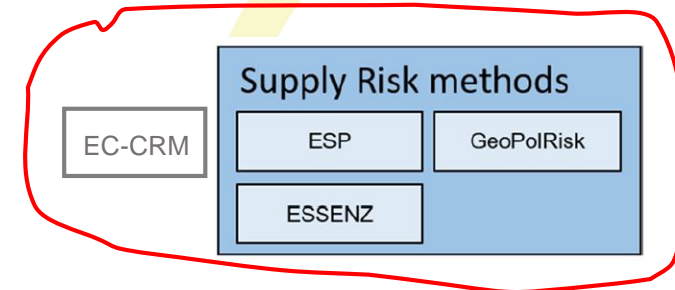 Supply Risk methods
EC-CRM
ESP
GeoPolRisk
ESSENZ